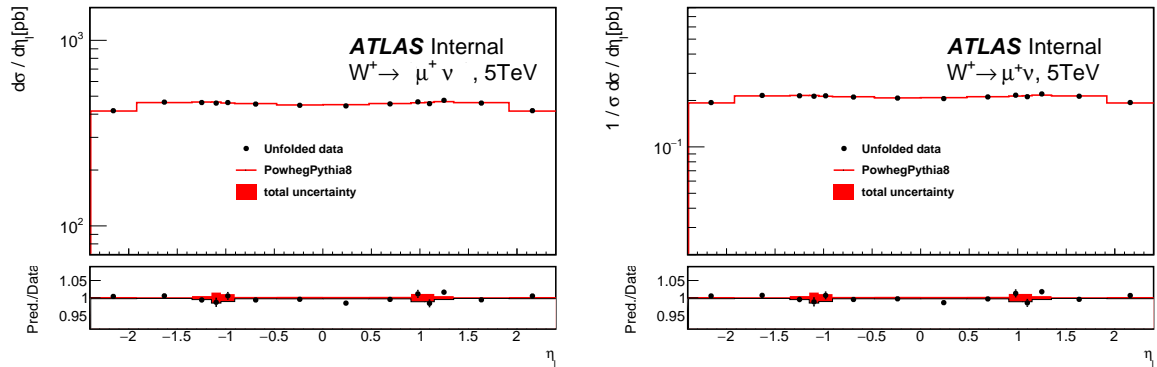 dσ / dη_l [pb]
10³
10²
ATLAS Internal
W⁺→ μ⁺ ν , 5TeV
Unfolded data
PowhegPythia8
total uncertainty
Pred./Data
1.05
1
0.95
−2 −1.5 −1 −0.5 0 0.5 1 1.5 2
η_l
1 / σ dσ / dη_l [pb]
10⁻¹
ATLAS Internal
W⁺→ μ⁺ν, 5TeV
Unfolded data
PowhegPythia8
total uncertainty
Pred./Data
1.05
1
0.95
−2 −1.5 −1 −0.5 0 0.5 1 1.5 2
η_l